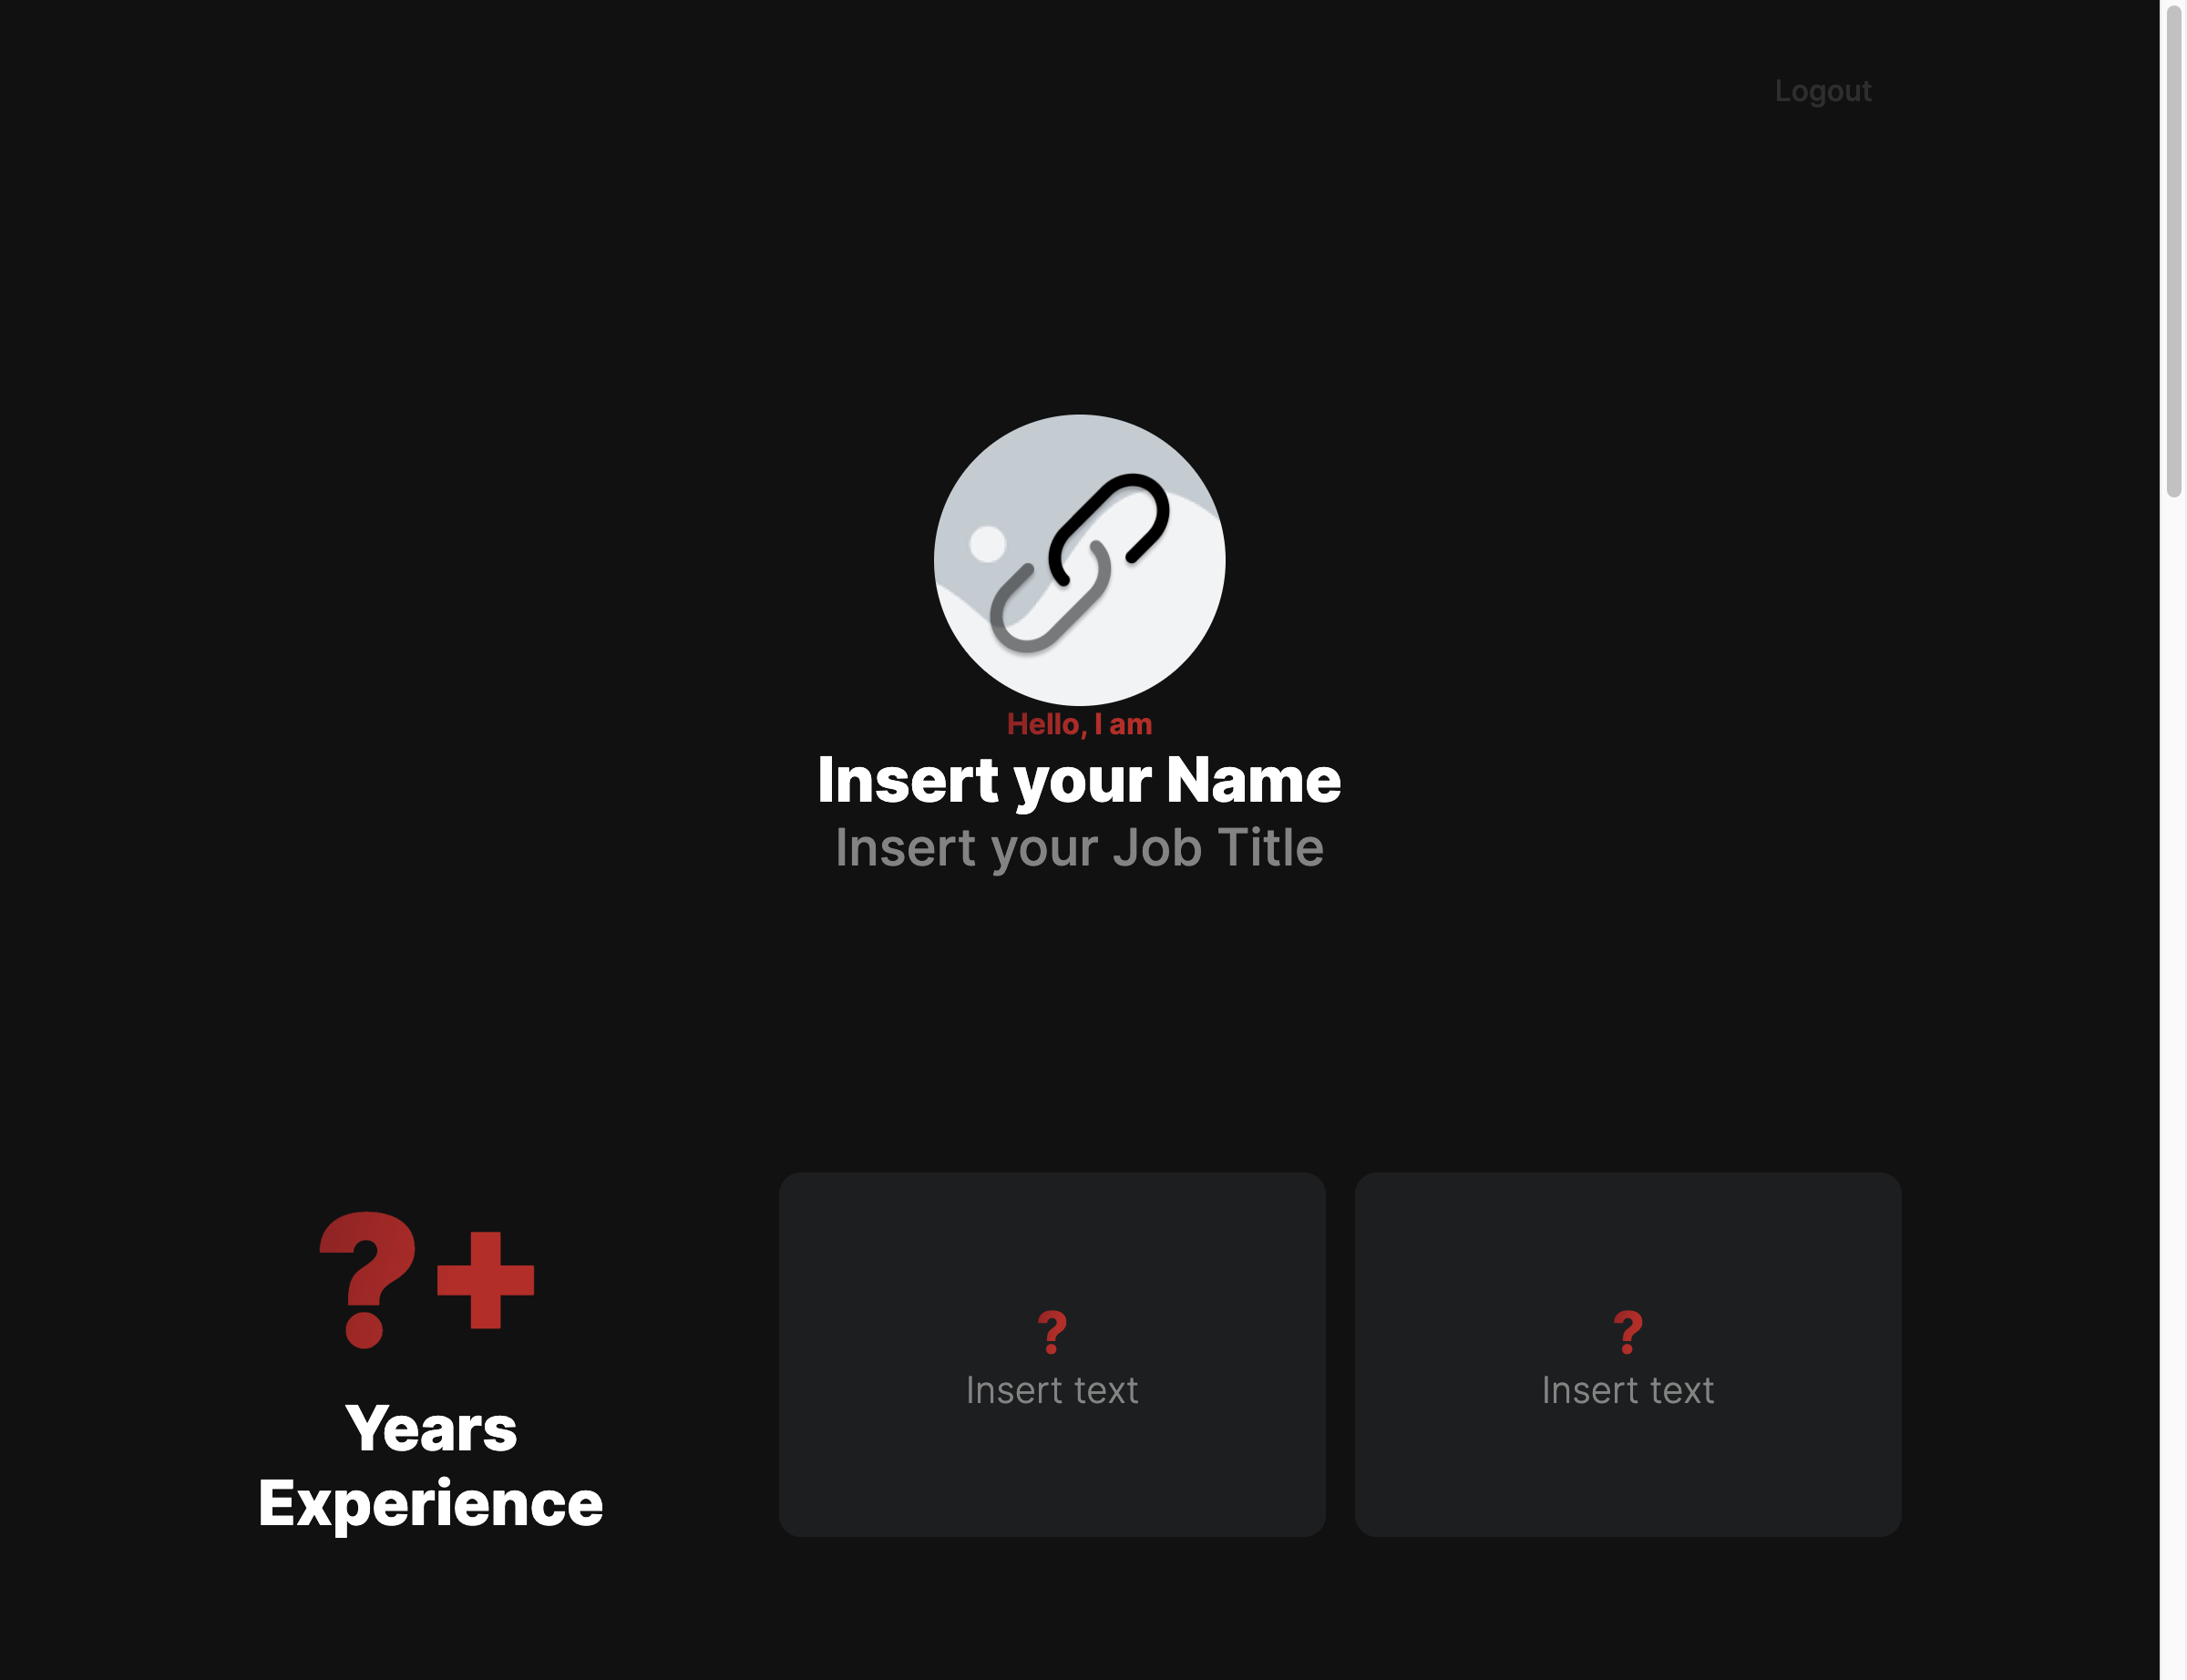 Logout
Hello, I am
Insert your Name
Insert your Job Title
?+
Years
Experience
?
Insert text
?
Insert text